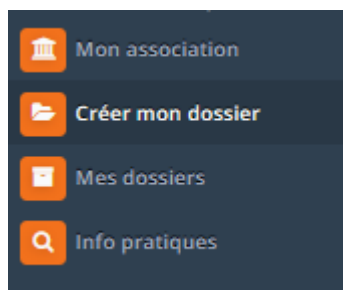 Mon association
Créer mon dossier
Mes dossiers
Info pratiques